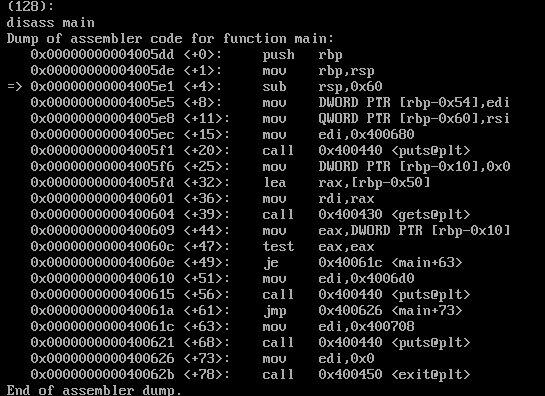 (128):
disass main
Dump of assembler code for function main:
   0x00000000004005dd <+0>:     push   rbp
   0x00000000004005de <+1>:     mov    rbp,rsp
=> 0x00000000004005e1 <+4>:     sub    rsp,0x60
   0x00000000004005e5 <+8>:     mov    DWORD PTR [rbp-0x54],edi
   0x00000000004005e8 <+11>:    mov    QWORD PTR [rbp-0x60],rsi
   0x00000000004005ec <+15>:    mov    edi,0x400680
   0x00000000004005f1 <+20>:    call   0x400440 <puts@plt>
   0x00000000004005f6 <+25>:    mov    DWORD PTR [rbp-0x10],0x0
   0x00000000004005fd <+32>:    lea    rax,[rbp-0x50]
   0x0000000000400601 <+36>:    mov    rdi,rax
   0x0000000000400604 <+39>:    call   0x400430 <gets@plt>
   0x0000000000400609 <+44>:    mov    eax,DWORD PTR [rbp-0x10]
   0x000000000040060c <+47>:    test   eax,eax
   0x000000000040060e <+49>:    je     0x40061c <main+63>
   0x0000000000400610 <+51>:    mov    edi,0x4006d0
   0x0000000000400615 <+56>:    call   0x400440 <puts@plt>
   0x000000000040061a <+61>:    jmp    0x400626 <main+73>
   0x000000000040061c <+63>:    mov    edi,0x400708
   0x0000000000400621 <+68>:    call   0x400440 <puts@plt>
   0x0000000000400626 <+73>:    mov    edi,0x0
   0x000000000040062b <+78>:    call   0x400450 <exit@plt>
End of assembler dump.